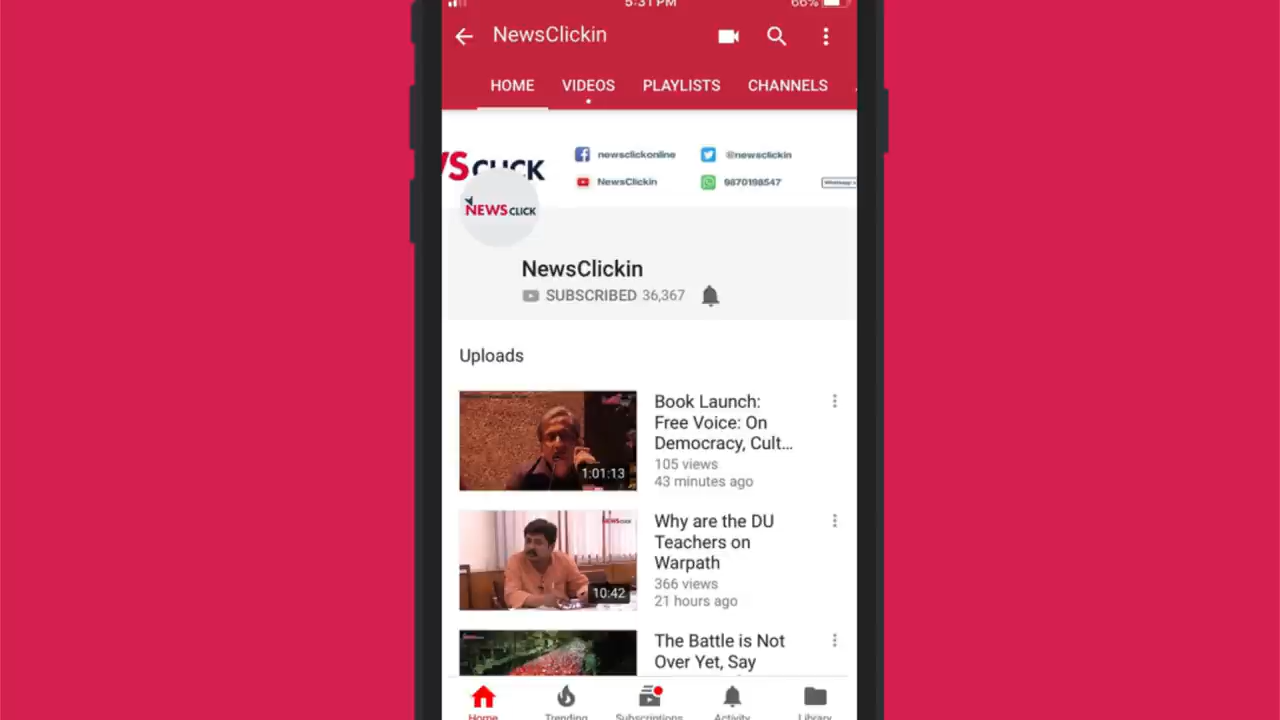 5:31 PM 66%
NewsClickin
HOME VIDEOS PLAYLISTS CHANNELS
CLICK
newsclickonline @newsclickin
NewsClickin 9870198547
NEWSCLICK
NewsClickin
SUBSCRIBED 36,367
Uploads
Book Launch:
Free Voice: On
Democracy, Cult...
1:01:13
105 views
43 minutes ago
NEWSCLICK
Why are the DU
Teachers on
Warpath
10:42
366 views
21 hours ago
The Battle is Not
Over Yet, Say
Home Trending Subscriptions Activity Library